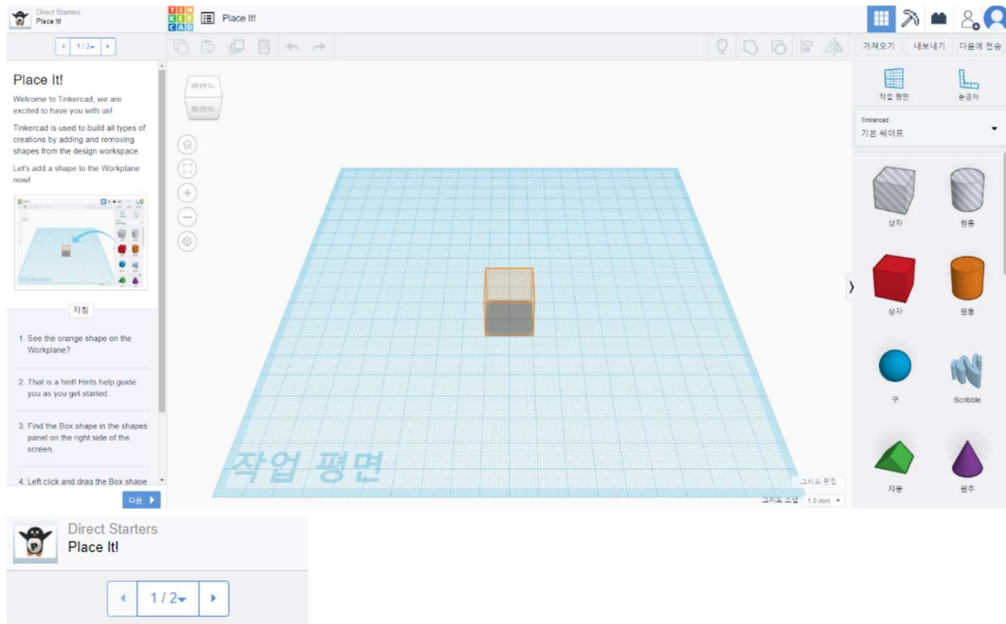 Direct Starters
Place It!
TIN
KER
CAD
Place It!
1/2
가져오기
내보내기
다음에 전송
Place It!
Welcome to Tinkercad, we are
excited to have you with us!
Tinkercad is used to build all types of
creations by adding and removing
shapes from the design workspace.
Let's add a shape to the Workplane
now!
지침
1. See the orange shape on the
Workplane?
2. That is a hint! Hints help guide
you as you get started.
3. Find the Box shape in the shapes
panel on the right side of the
screen.
4. Left click and drag the Box shape
다음
평면도
작업 평면
그리드 편집
그리드 스냅 1.0 mm
작업 평면
눈금자
Tinkercad
기본 쉐이프
상자
원통
상자
원통
구
Scribble
지붕
원추
Direct Starters
Place It!
1 / 2